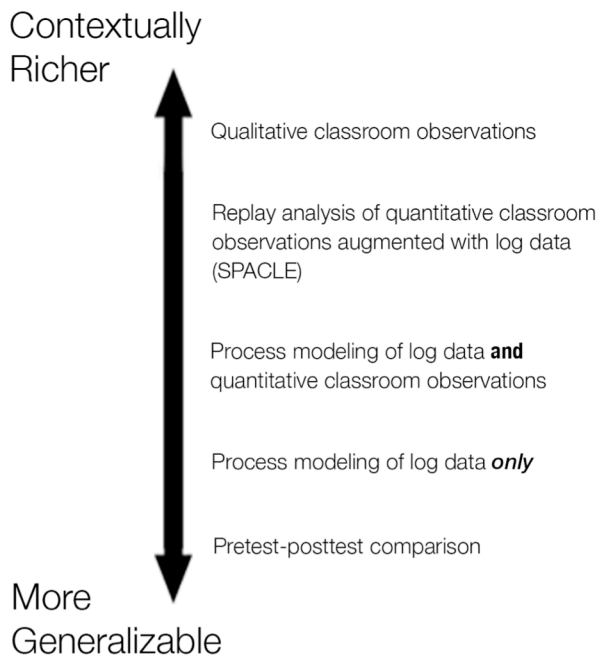 Contextually
Richer
Qualitative classroom observations
Replay analysis of quantitative classroom
observations augmented with log data
(SPACLE)
Process modeling of log data and
quantitative classroom observations
Process modeling of log data only
Pretest-posttest comparison
More
Generalizable